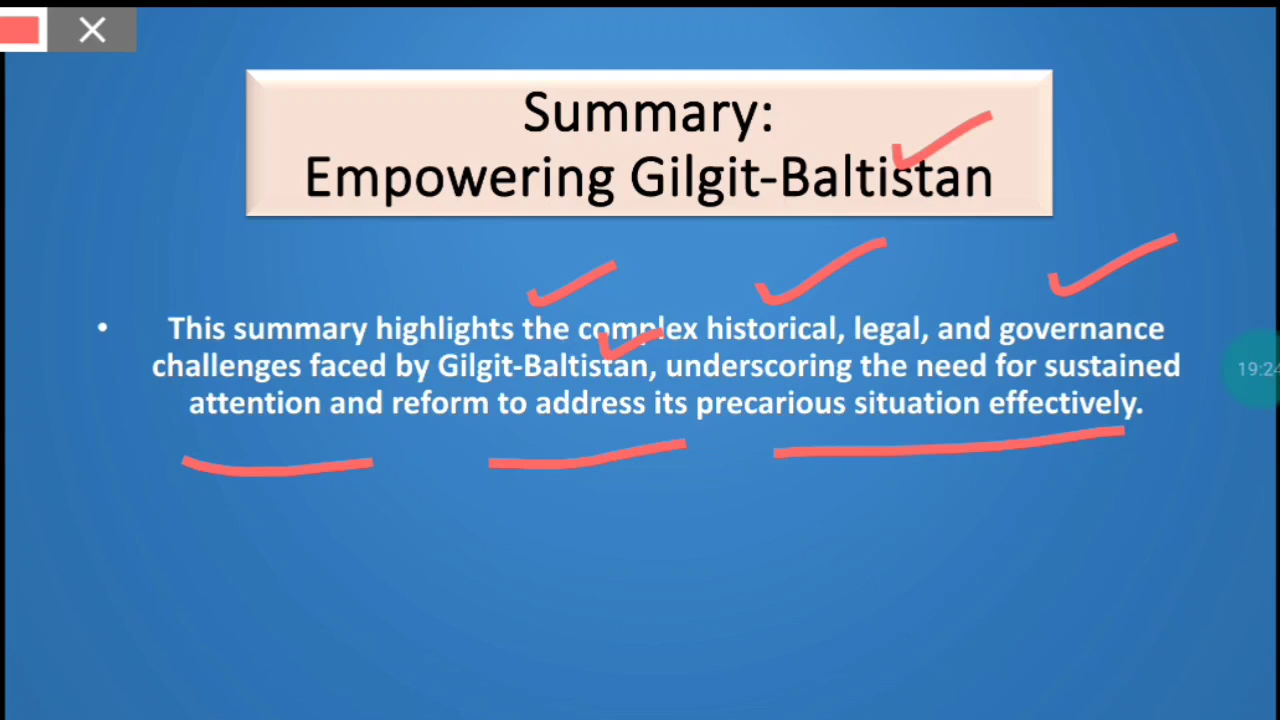 Summary:
Empowering Gilgit-Baltistan
• This summary highlights the complex historical, legal, and governance
challenges faced by Gilgit-Baltistan, underscoring the need for sustained
attention and reform to address its precarious situation effectively.
19:24